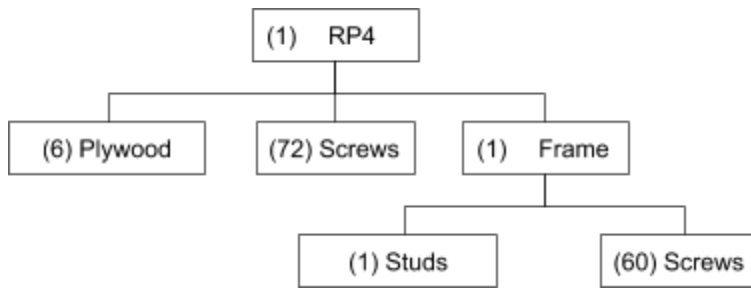 (1) RP4
(6) Plywood
(72) Screws
(1) Frame
(1) Studs
(60) Screws